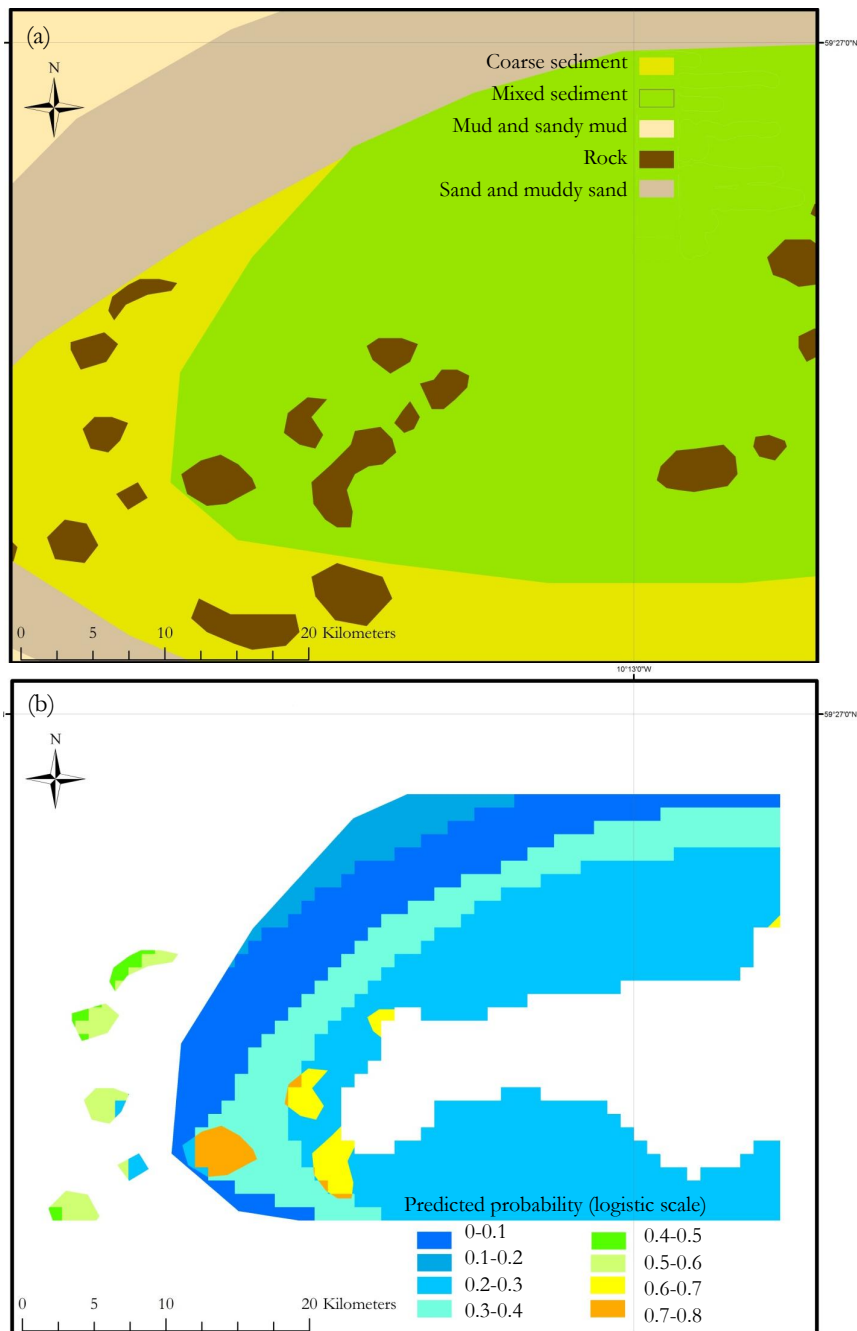 (a)
59°27'0"N
N
Coarse sediment
Mixed sediment
Mud and sandy mud
Rock
Sand and muddy sand
0 5 10 20 Kilometers
10°13'0"W
(b)
59°27'0"N
N
Predicted probability (logistic scale)
0-0.1 0.4-0.5
0.1-0.2 0.5-0.6
0.2-0.3 0.6-0.7
0.3-0.4 0.7-0.8
0 5 10 20 Kilometers